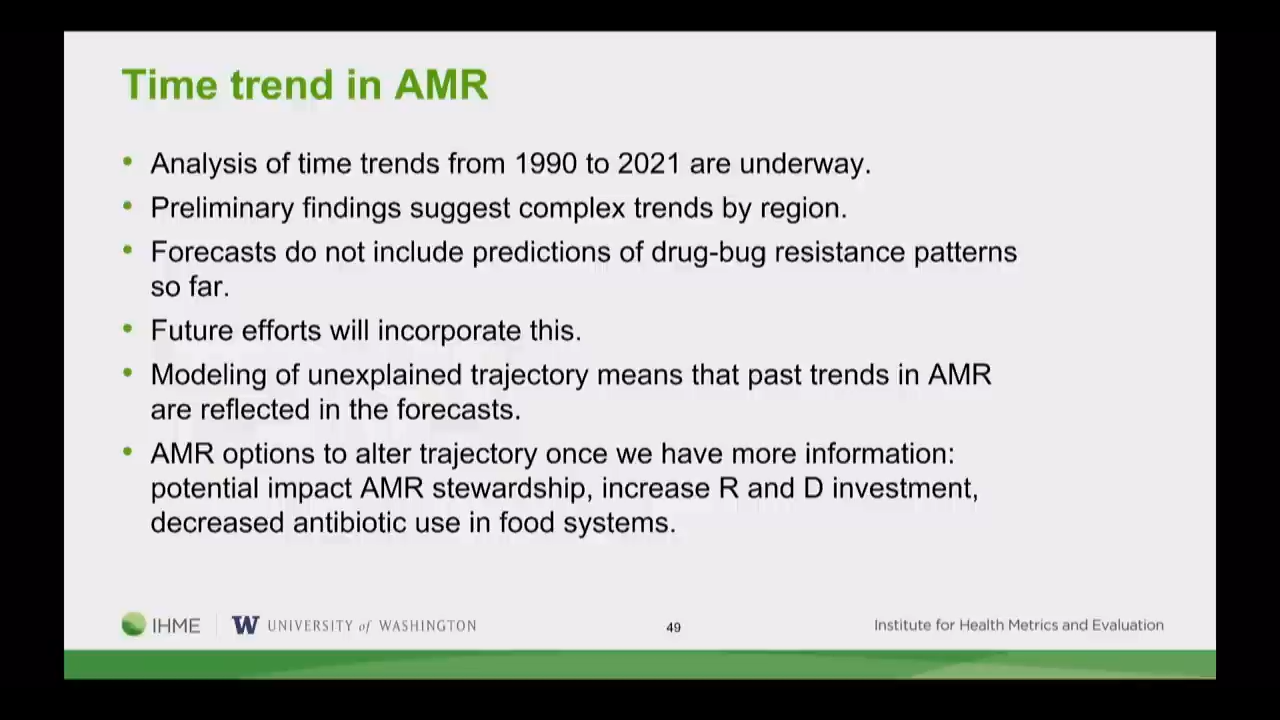 Time trend in AMR
• Analysis of time trends from 1990 to 2021 are underway.
• Preliminary findings suggest complex trends by region.
• Forecasts do not include predictions of drug-bug resistance patterns
so far.
• Future efforts will incorporate this.
• Modeling of unexplained trajectory means that past trends in AMR
are reflected in the forecasts.
• AMR options to alter trajectory once we have more information:
potential impact AMR stewardship, increase R and D investment,
decreased antibiotic use in food systems.
IHME W UNIVERSITY of WASHINGTON 49 Institute for Health Metrics and Evaluation